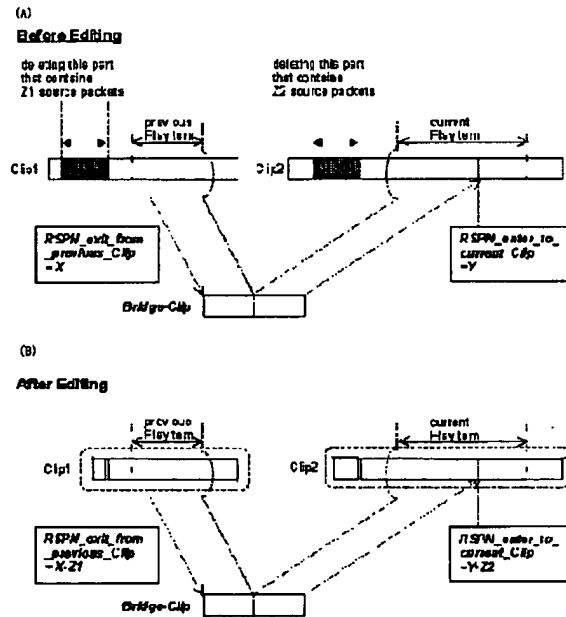 (A)
Before Editing
deleting this part
that contains
Z1 source packets
deleting this part
that contains
Z2 source packets
previous
PlayItem
current
PlayItem
Clip1
Clip2
RSPN_exit_from
_previous_Clip
=X
RSPN_enter_to_
current_Clip
=Y
Bridge-Clip
(B)
After Editing
previous
PlayItem
current
PlayItem
Clip1
Clip2
RSPN_exit_from
_previous_Clip
=X-Z1
RSPN_enter_to_
current_Clip
=Y-Z2
Bridge-Clip